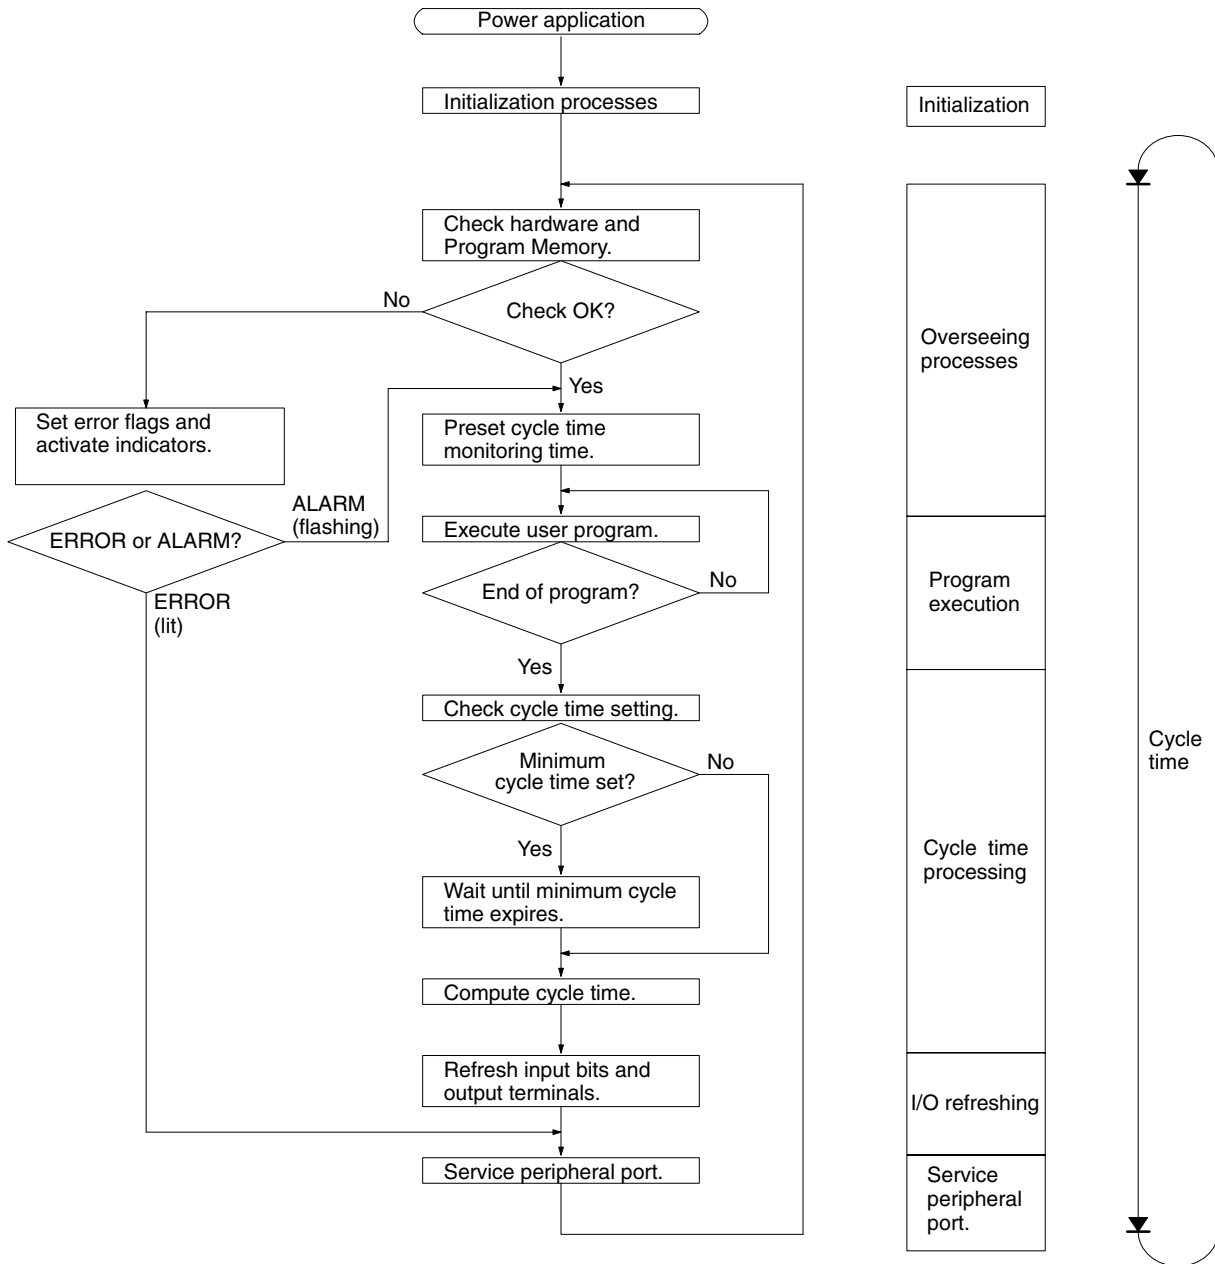 Power application
Initialization processes
Initialization
Check hardware and
Program Memory.
No
Check OK?
Overseeing
processes
Yes
Set error flags and
activate indicators.
Preset cycle time
monitoring time.
ALARM
(flashing)
ERROR or ALARM?
Execute user program.
No
End of program?
Program
execution
ERROR
(lit)
Yes
Check cycle time setting.
Minimum
cycle time set?
No
Cycle
time
Yes
Cycle time
processing
Wait until minimum cycle
time expires.
Compute cycle time.
Refresh input bits and
output terminals.
I/O refreshing
Service peripheral port.
Service
peripheral
port.